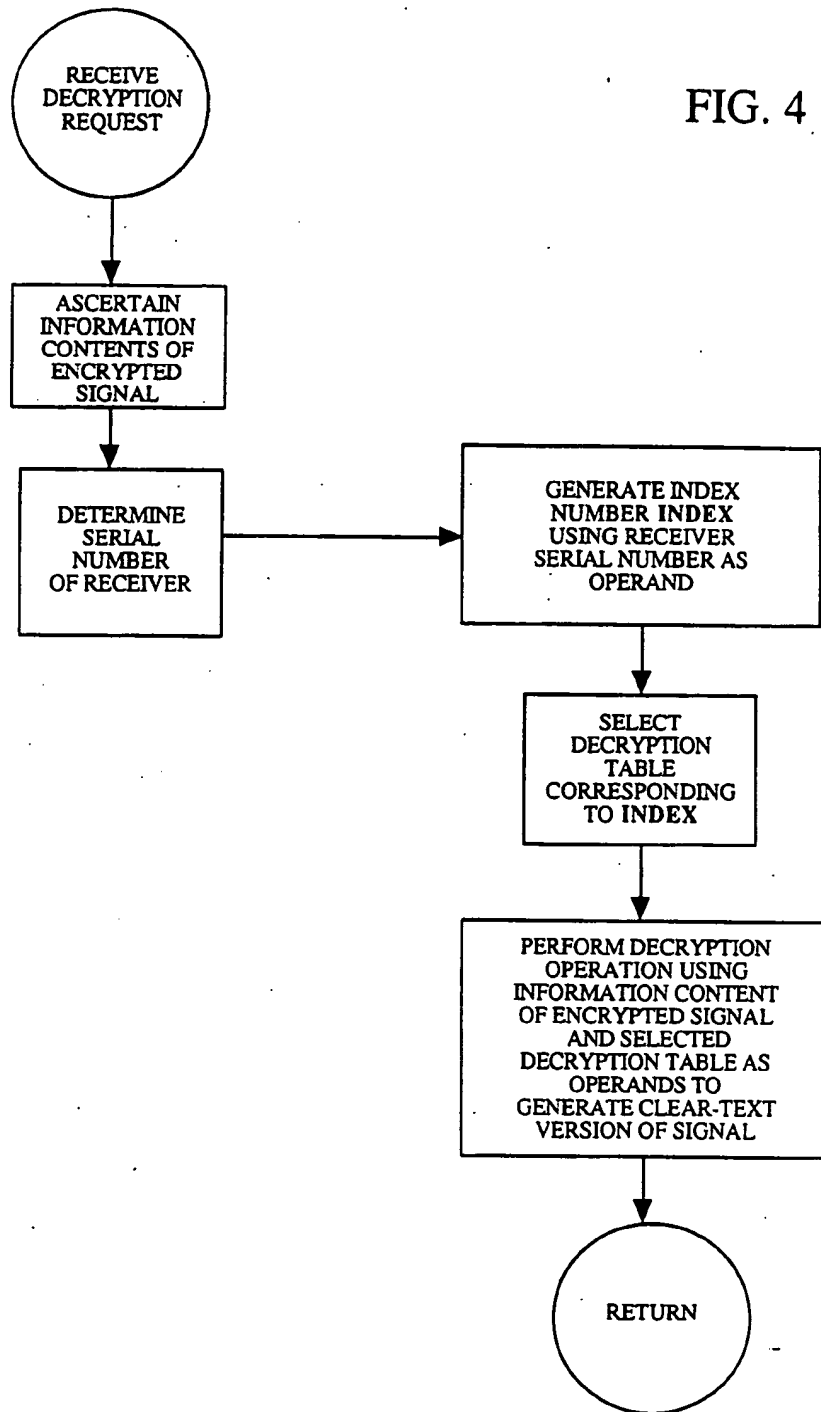 RECEIVE
DECRYPTION
REQUEST
FIG. 4
ASCERTAIN
INFORMATION
CONTENTS OF
ENCRYPTED
SIGNAL
DETERMINE
SERIAL
NUMBER
OF RECEIVER
GENERATE INDEX
NUMBER INDEX
USING RECEIVER
SERIAL NUMBER AS
OPERAND
SELECT
DECRYPTION
TABLE
CORRESPONDING
TO INDEX
PERFORM DECRYPTION
OPERATION USING
INFORMATION CONTENT
OF ENCRYPTED SIGNAL
AND SELECTED
DECRYPTION TABLE AS
OPERANDS TO
GENERATE CLEAR-TEXT
VERSION OF SIGNAL
RETURN